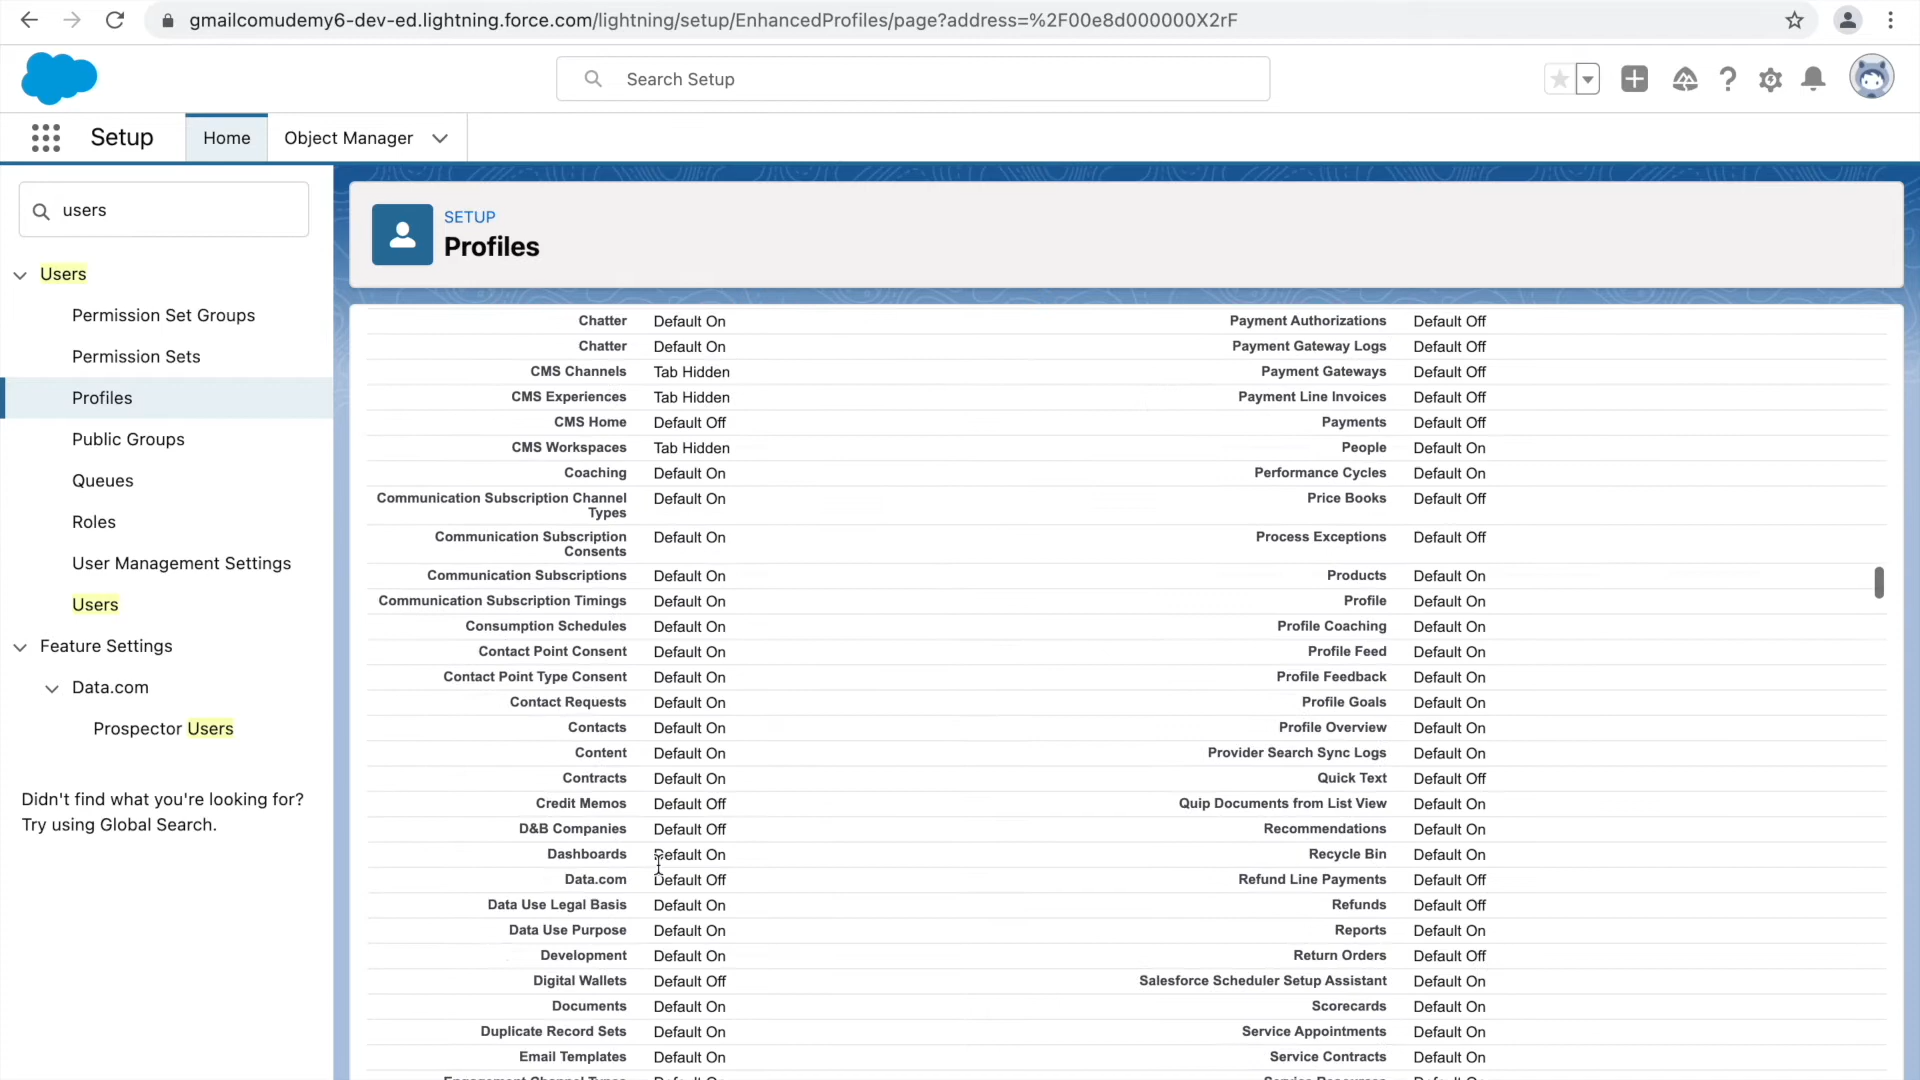 gmailcomudemy6-dev-ed.lightning.force.com/lightning/setup/EnhancedProfiles/page?address=%2F00e8d000000X2rF
Search Setup
Setup
Home
Object Manager
users
Users
Permission Set Groups
Permission Sets
Profiles
Public Groups
Queues
Roles
User Management Settings
Users
Feature Settings
Data.com
Prospector Users
Didn't find what you're looking for?
Try using Global Search.
SETUP
Profiles
Chatter Default On Payment Authorizations Default Off
Chatter Default On Payment Gateway Logs Default Off
CMS Channels Tab Hidden Payment Gateways Default Off
CMS Experiences Tab Hidden Payment Line Invoices Default Off
CMS Home Default Off Payments Default Off
CMS Workspaces Tab Hidden People Default On
Coaching Default On Performance Cycles Default On
Communication Subscription Channel Default On Price Books Default Off
Types
Communication Subscription Default On Process Exceptions Default Off
Consents
Communication Subscriptions Default On Products Default On
Communication Subscription Timings Default On Profile Default On
Consumption Schedules Default On Profile Coaching Default On
Contact Point Consent Default On Profile Feed Default On
Contact Point Type Consent Default On Profile Feedback Default On
Contact Requests Default On Profile Goals Default On
Contacts Default On Profile Overview Default On
Content Default On Provider Search Sync Logs Default On
Contracts Default On Quick Text Default Off
Credit Memos Default Off Quip Documents from List View Default On
D&B Companies Default Off Recommendations Default On
Dashboards Default On Recycle Bin Default On
Data.com Default Off Refund Line Payments Default Off
Data Use Legal Basis Default On Refunds Default Off
Data Use Purpose Default On Reports Default On
Development Default On Return Orders Default Off
Digital Wallets Default Off Salesforce Scheduler Setup Assistant Default On
Documents Default On Scorecards Default On
Duplicate Record Sets Default On Service Appointments Default On
Email Templates Default On Service Contracts Default On